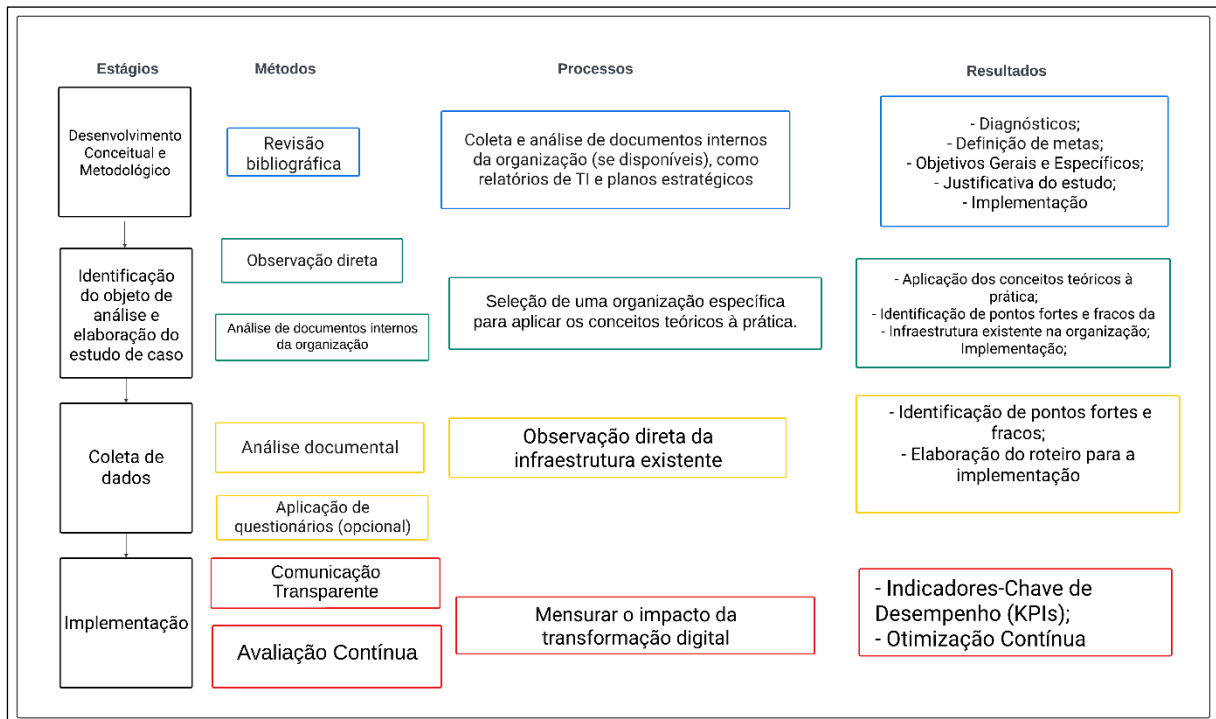 Estágios
Métodos
Processos
Resultados
Desenvolvimento
Conceitual e
Metodológico
Revisão
bibliográfica
Coleta e análise de documentos internos
da organização (se disponíveis), como
relatórios de TI e planos estratégicos
- Diagnósticos;
- Definição de metas;
- Objetivos Gerais e Específicos;
- Justificativa do estudo;
- Implementação
Identificação
do objeto de
análise e
elaboração do
estudo de caso
Observação direta
Análise de documentos internos
da organização
Seleção de uma organização específica
para aplicar os conceitos teóricos à prática.
- Aplicação dos conceitos teóricos à
prática;
- Identificação de pontos fortes e fracos da
- Infraestrutura existente na organização;
Implementação;
Coleta de
dados
Análise documental
Aplicação de
questionários (opcional)
Observação direta da
infraestrutura existente
- Identificação de pontos fortes e
fracos;
- Elaboração do roteiro para a
implementação
Implementação
Comunicação
Transparente
Avaliação Contínua
Mensurar o impacto da
transformação digital
- Indicadores-Chave de
Desempenho (KPIs);
- Otimização Contínua